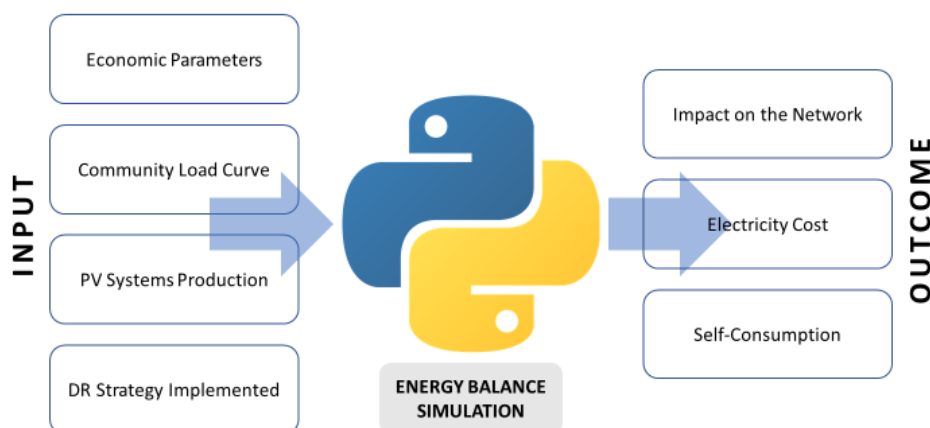 INPUT
Economic Parameters
Community Load Curve
PV Systems Production
DR Strategy Implemented
ENERGY BALANCE
SIMULATION
Impact on the Network
Electricity Cost
Self-Consumption
OUTCOME